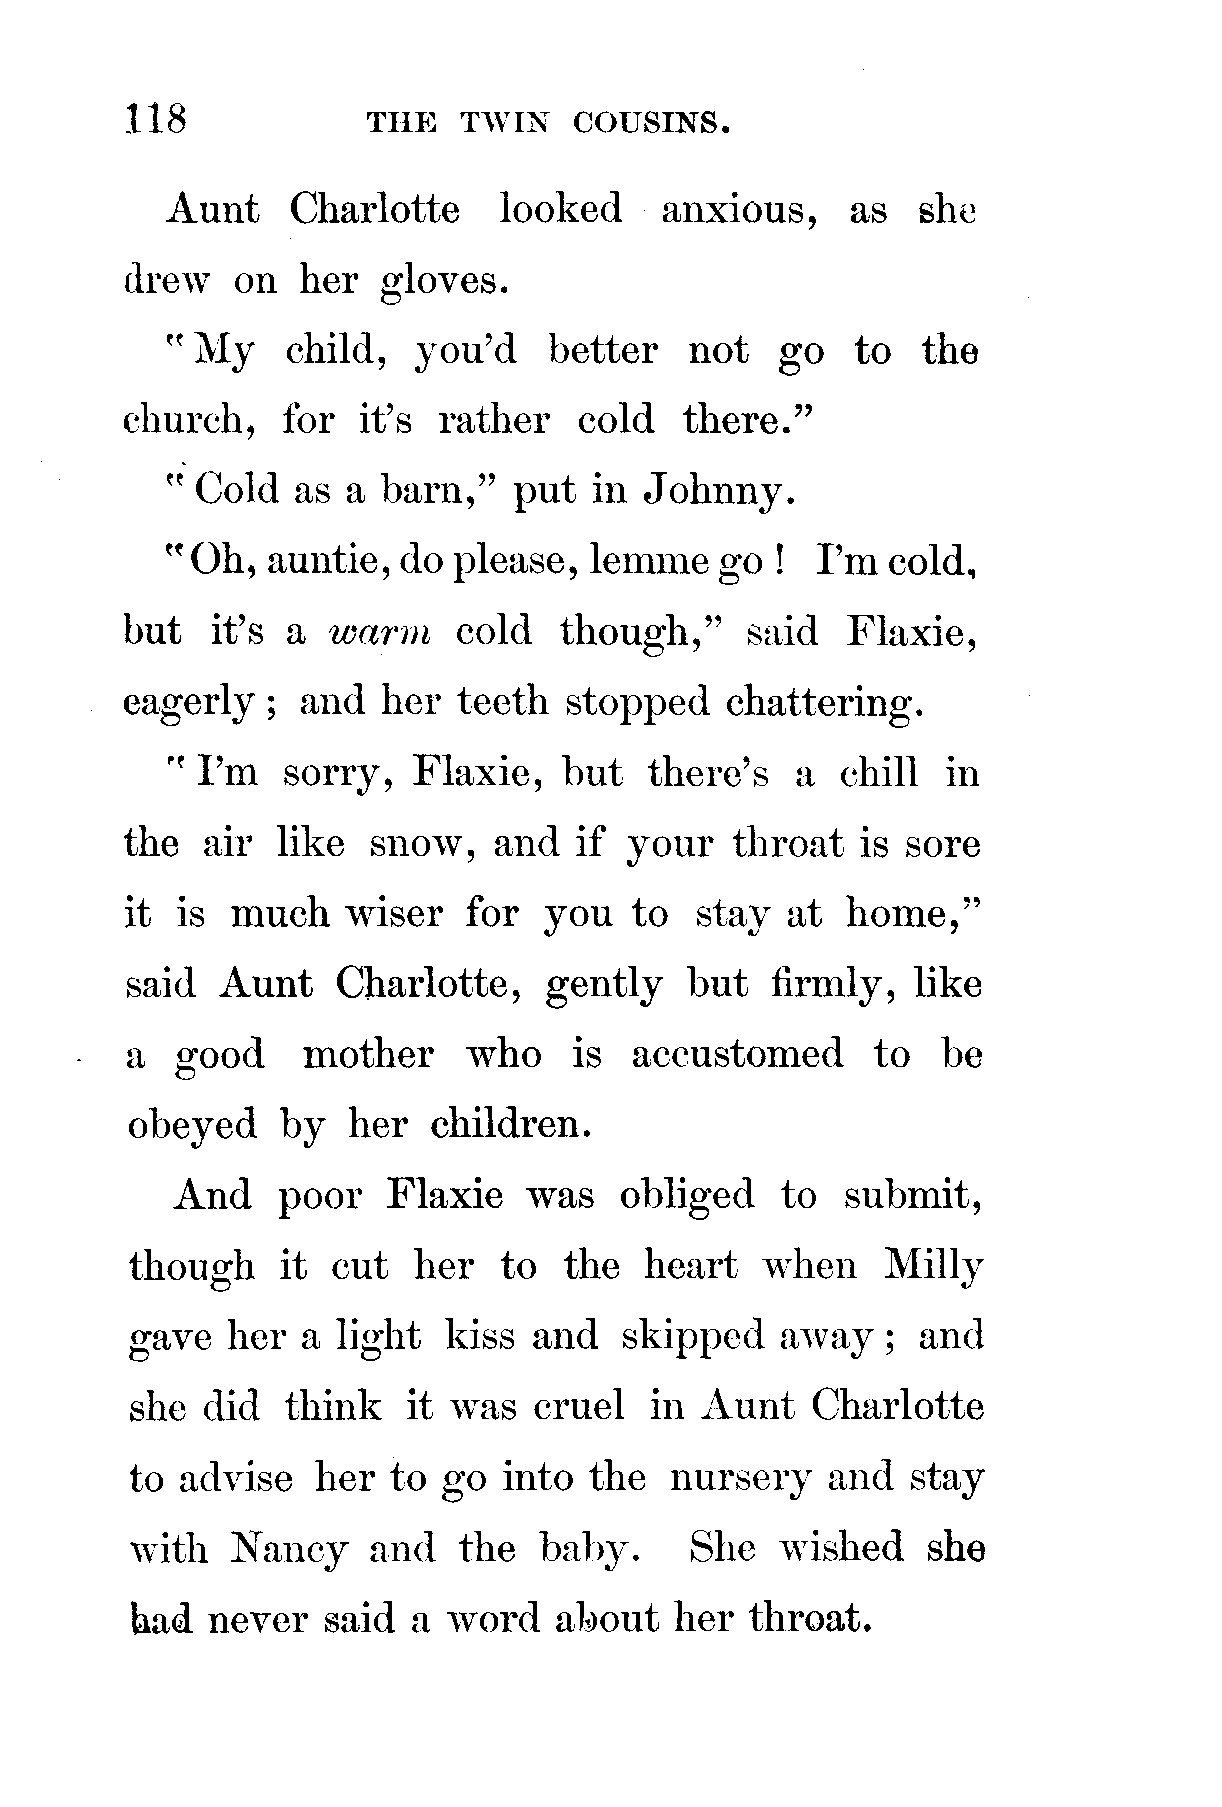 118 THE TWIN COUSINS.
Aunt Charlotte looked anxious, as she
drew on her gloves.
"My child, you'd better not go to the
church, for it's rather cold there."
"Cold as a barn," put in Johnny.
"Oh, auntie, do please, lemme go! I'm cold,
but it's a warm cold though," said Flaxie,
eagerly; and her teeth stopped chattering.
"I'm sorry, Flaxie, but there's a chill in
the air like snow, and if your throat is sore
it is much wiser for you to stay at home,"
said Aunt Charlotte, gently but firmly, like
a good mother who is accustomed to be
obeyed by her children.
And poor Flaxie was obliged to submit,
though it cut her to the heart when Milly
gave her a light kiss and skipped away; and
she did think it was cruel in Aunt Charlotte
to advise her to go into the nursery and stay
with Nancy and the baby. She wished she
had never said a word about her throat.